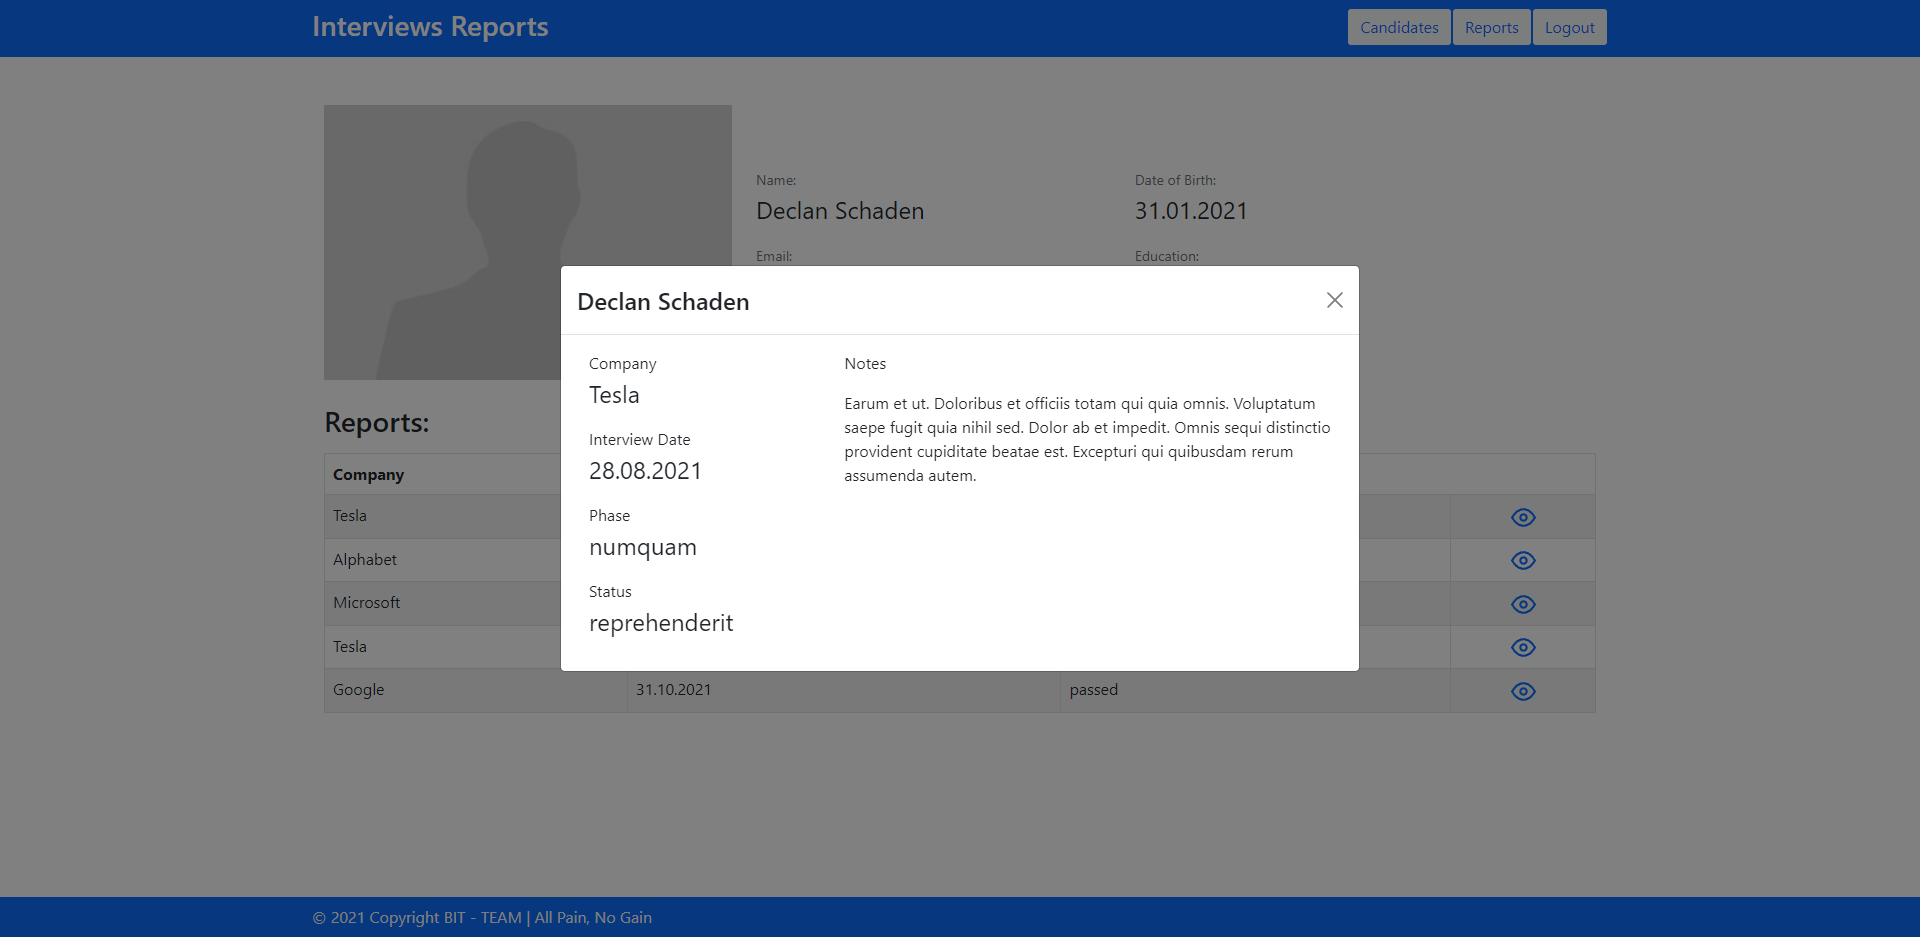 Interviews Reports
Candidates Reports Logout
Name:
Declan Schaden
Date of Birth:
31.01.2021
Email:
Education:
Declan Schaden
Company
Tesla
Interview Date
28.08.2021
Phase
numquam
Status
reprehenderit
Notes
Earum et ut. Doloribus et officiis totam qui quia omnis. Voluptatum
saepe fugit quia nihil sed. Dolor ab et impedit. Omnis sequi distinctio
provident cupiditate beatae est. Excepturi qui quibusdam rerum
assumenda autem.
Reports:
Company
Tesla
Alphabet
Microsoft
Tesla
Google 31.10.2021 passed
© 2021 Copyright BIT - TEAM | All Pain, No Gain